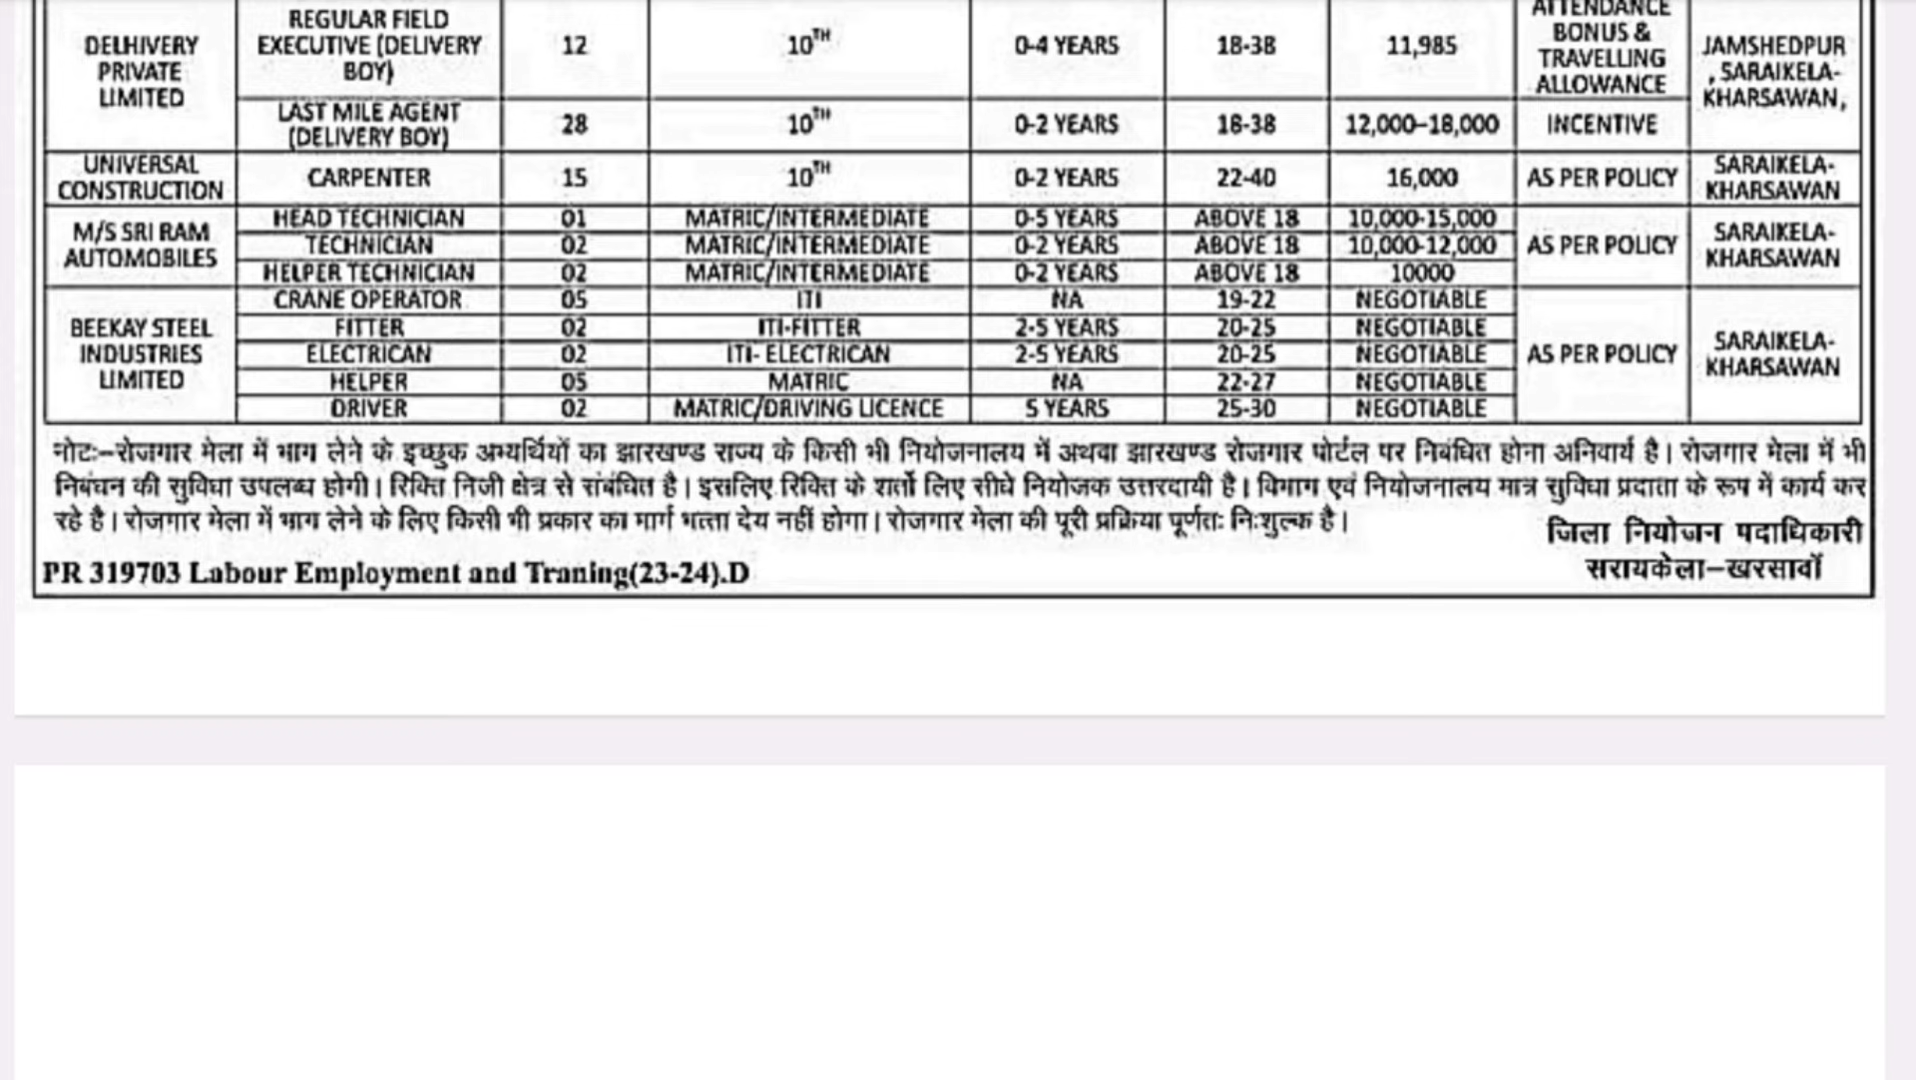 DELHIVERY PRIVATE LIMITED | REGULAR FIELD EXECUTIVE (DELIVERY BOY) | 12 | 10TH | 0-4 YEARS | 18-38 | 11,985 | ATTENDANCE BONUS & TRAVELLING ALLOWANCE | JAMSHEDPUR , SARAIKELA-KHARSAWAN,
LAST MILE AGENT (DELIVERY BOY) | 28 | 10TH | 0-2 YEARS | 18-38 | 12,000–18,000 | INCENTIVE
UNIVERSAL CONSTRUCTION | CARPENTER | 15 | 10TH | 0-2 YEARS | 22-40 | 16,000 | AS PER POLICY | SARAIKELA-KHARSAWAN
M/S SRI RAM AUTOMOBILES | HEAD TECHNICIAN | 01 | MATRIC/INTERMEDIATE | 0-5 YEARS | ABOVE 18 | 10,000-15,000 | AS PER POLICY | SARAIKELA-KHARSAWAN
TECHNICIAN | 02 | MATRIC/INTERMEDIATE | 0-2 YEARS | ABOVE 18 | 10,000-12,000
HELPER TECHNICIAN | 02 | MATRIC/INTERMEDIATE | 0-2 YEARS | ABOVE 18 | 10000
BEEKAY STEEL INDUSTRIES LIMITED | CRANE OPERATOR | 05 | ITI | NA | 19-22 | NEGOTIABLE | AS PER POLICY | SARAIKELA-KHARSAWAN
FITTER | 02 | ITI-FITTER | 2-5 YEARS | 20-25 | NEGOTIABLE
ELECTRICAN | 02 | ITI- ELECTRICAN | 2-5 YEARS | 20-25 | NEGOTIABLE
HELPER | 05 | MATRIC | NA | 22-27 | NEGOTIABLE
DRIVER | 02 | MATRIC/DRIVING LICENCE | 5 YEARS | 25-30 | NEGOTIABLE
नोटः–रोजगार मेला में भाग लेने के इच्छुक अभ्यर्थियों का झारखण्ड राज्य के किसी भी नियोजनालय में अथवा झारखण्ड रोजगार पोर्टल पर निबंधित होना अनिवार्य है। रोजगार मेला में भी
निबंधन की सुविधा उपलब्ध होगी। रिक्ति निजी क्षेत्र से संबंधित है। इसलिए रिक्ति के शर्तो लिए सीधे नियोजक उत्तरदायी है। विभाग एवं नियोजनालय मात्र सुविधा प्रदाता के रूप में कार्य कर
रहे है। रोजगार मेला में भाग लेने के लिए किसी भी प्रकार का मार्ग भत्ता देय नहीं होगा। रोजगार मेला की पूरी प्रक्रिया पूर्णतः निःशुल्क है।
जिला नियोजन पदाधिकारी
सरायकेला–खरसावाँ
PR 319703 Labour Employment and Traning(23-24).D